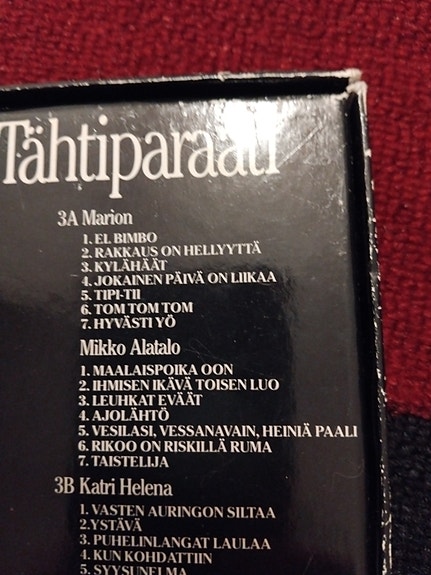 Tähtiparaati
3A Marion
1. EL BIMBO
2. RAKKAUS ON HELLYYTTÄ
3. KYLÄHÄÄT
4. JOKAINEN PÄIVÄ ON LIIKAA
5. TIPI-TII
6. TOM TOM TOM
7. HYVÄSTI YÖ
Mikko Alatalo
1. MAALAISPOIKA OON
2. IHMISEN IKÄVÄ TOISEN LUO
3. LEUHKAT EVÄÄT
4. AJOLÄHTÖ
5. VESILASI, VESSANAVAIN, HEINIÄ PAALI
6. RIKOO ON RISKILLÄ RUMA
7. TAISTELIJA
3B Katri Helena
1. VASTEN AURINGON SILTAA
2.YSTÄVÄ
3. PUHELINLANGAT LAULAA
4. KUN KOHDATTIIN
5. SYYSUNELMA